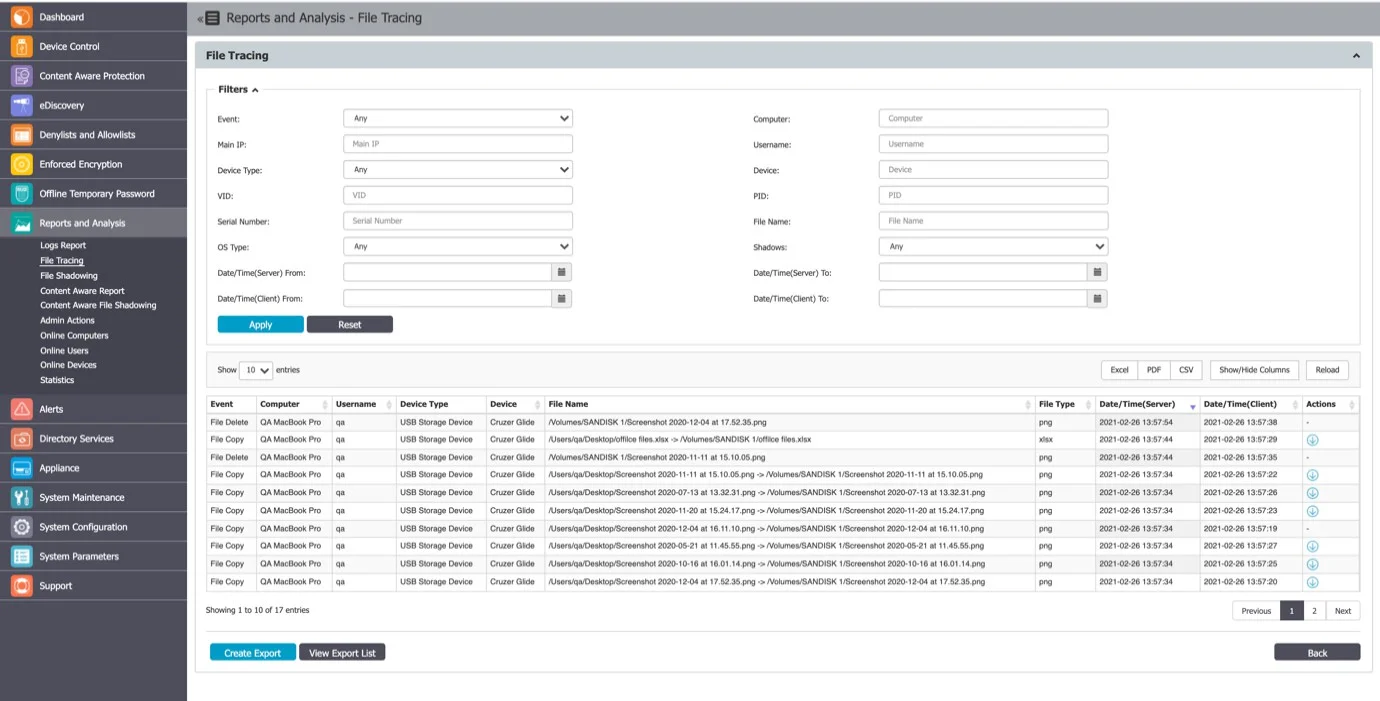 Dashboard
Device Control
Content Aware Protection
eDiscovery
Denylists and Allowlists
Enforced Encryption
Offline Temporary Password
Reports and Analysis
Logs Report
File Tracing
File Shadowing
Content Aware Report
Content Aware File Shadowing
Admin Actions
Online Computers
Online Users
Online Devices
Statistics
Alerts
Directory Services
Appliance
System Maintenance
System Configuration
System Parameters
Support
« Reports and Analysis - File Tracing
File Tracing
Filters
Event: Any Computer: Computer
Main IP: Main IP Username: Username
Device Type: Any Device: Device
VID: VID PID: PID
Serial Number: Serial Number File Name: File Name
OS Type: Any Shadows: Any
Date/Time(Server) From: Date/Time(Server) To:
Date/Time(Client) From: Date/Time(Client) To:
Apply Reset
Show 10 entries Excel PDF CSV Show/Hide Columns Reload
Event Computer Username Device Type Device File Name File Type Date/Time(Server) Date/Time(Client) Actions
File Delete QA MacBook Pro qa USB Storage Device Cruzer Glide /Volumes/SANDISK 1/Screenshot 2020-12-04 at 17.52.35.png png 2021-02-26 13:57:54 2021-02-26 13:57:38 -
File Copy QA MacBook Pro qa USB Storage Device Cruzer Glide /Users/qa/Desktop/offiice files.xlsx -> /Volumes/SANDISK 1/offiice files.xlsx xlsx 2021-02-26 13:57:44 2021-02-26 13:57:29
File Delete QA MacBook Pro qa USB Storage Device Cruzer Glide /Volumes/SANDISK 1/Screenshot 2020-11-11 at 15.10.05.png png 2021-02-26 13:57:44 2021-02-26 13:57:35 -
File Copy QA MacBook Pro qa USB Storage Device Cruzer Glide /Users/qa/Desktop/Screenshot 2020-11-11 at 15.10.05.png -> /Volumes/SANDISK 1/Screenshot 2020-11-11 at 15.10.05.png png 2021-02-26 13:57:34 2021-02-26 13:57:22
File Copy QA MacBook Pro qa USB Storage Device Cruzer Glide /Users/qa/Desktop/Screenshot 2020-07-13 at 13.32.31.png -> /Volumes/SANDISK 1/Screenshot 2020-07-13 at 13.32.31.png png 2021-02-26 13:57:34 2021-02-26 13:57:26
File Copy QA MacBook Pro qa USB Storage Device Cruzer Glide /Users/qa/Desktop/Screenshot 2020-11-20 at 15.24.17.png -> /Volumes/SANDISK 1/Screenshot 2020-11-20 at 15.24.17.png png 2021-02-26 13:57:34 2021-02-26 13:57:23
File Copy QA MacBook Pro qa USB Storage Device Cruzer Glide /Users/qa/Desktop/Screenshot 2020-12-04 at 16.11.10.png -> /Volumes/SANDISK 1/Screenshot 2020-12-04 at 16.11.10.png png 2021-02-26 13:57:34 2021-02-26 13:57:19 -
File Copy QA MacBook Pro qa USB Storage Device Cruzer Glide /Users/qa/Desktop/Screenshot 2020-05-21 at 11.45.55.png -> /Volumes/SANDISK 1/Screenshot 2020-05-21 at 11.45.55.png png 2021-02-26 13:57:34 2021-02-26 13:57:27
File Copy QA MacBook Pro qa USB Storage Device Cruzer Glide /Users/qa/Desktop/Screenshot 2020-10-16 at 16.01.14.png -> /Volumes/SANDISK 1/Screenshot 2020-10-16 at 16.01.14.png png 2021-02-26 13:57:34 2021-02-26 13:57:25
File Copy QA MacBook Pro qa USB Storage Device Cruzer Glide /Users/qa/Desktop/Screenshot 2020-12-04 at 17.52.35.png -> /Volumes/SANDISK 1/Screenshot 2020-12-04 at 17.52.35.png png 2021-02-26 13:57:34 2021-02-26 13:57:20
Showing 1 to 10 of 17 entries Previous 1 2 Next
Create Export View Export List Back